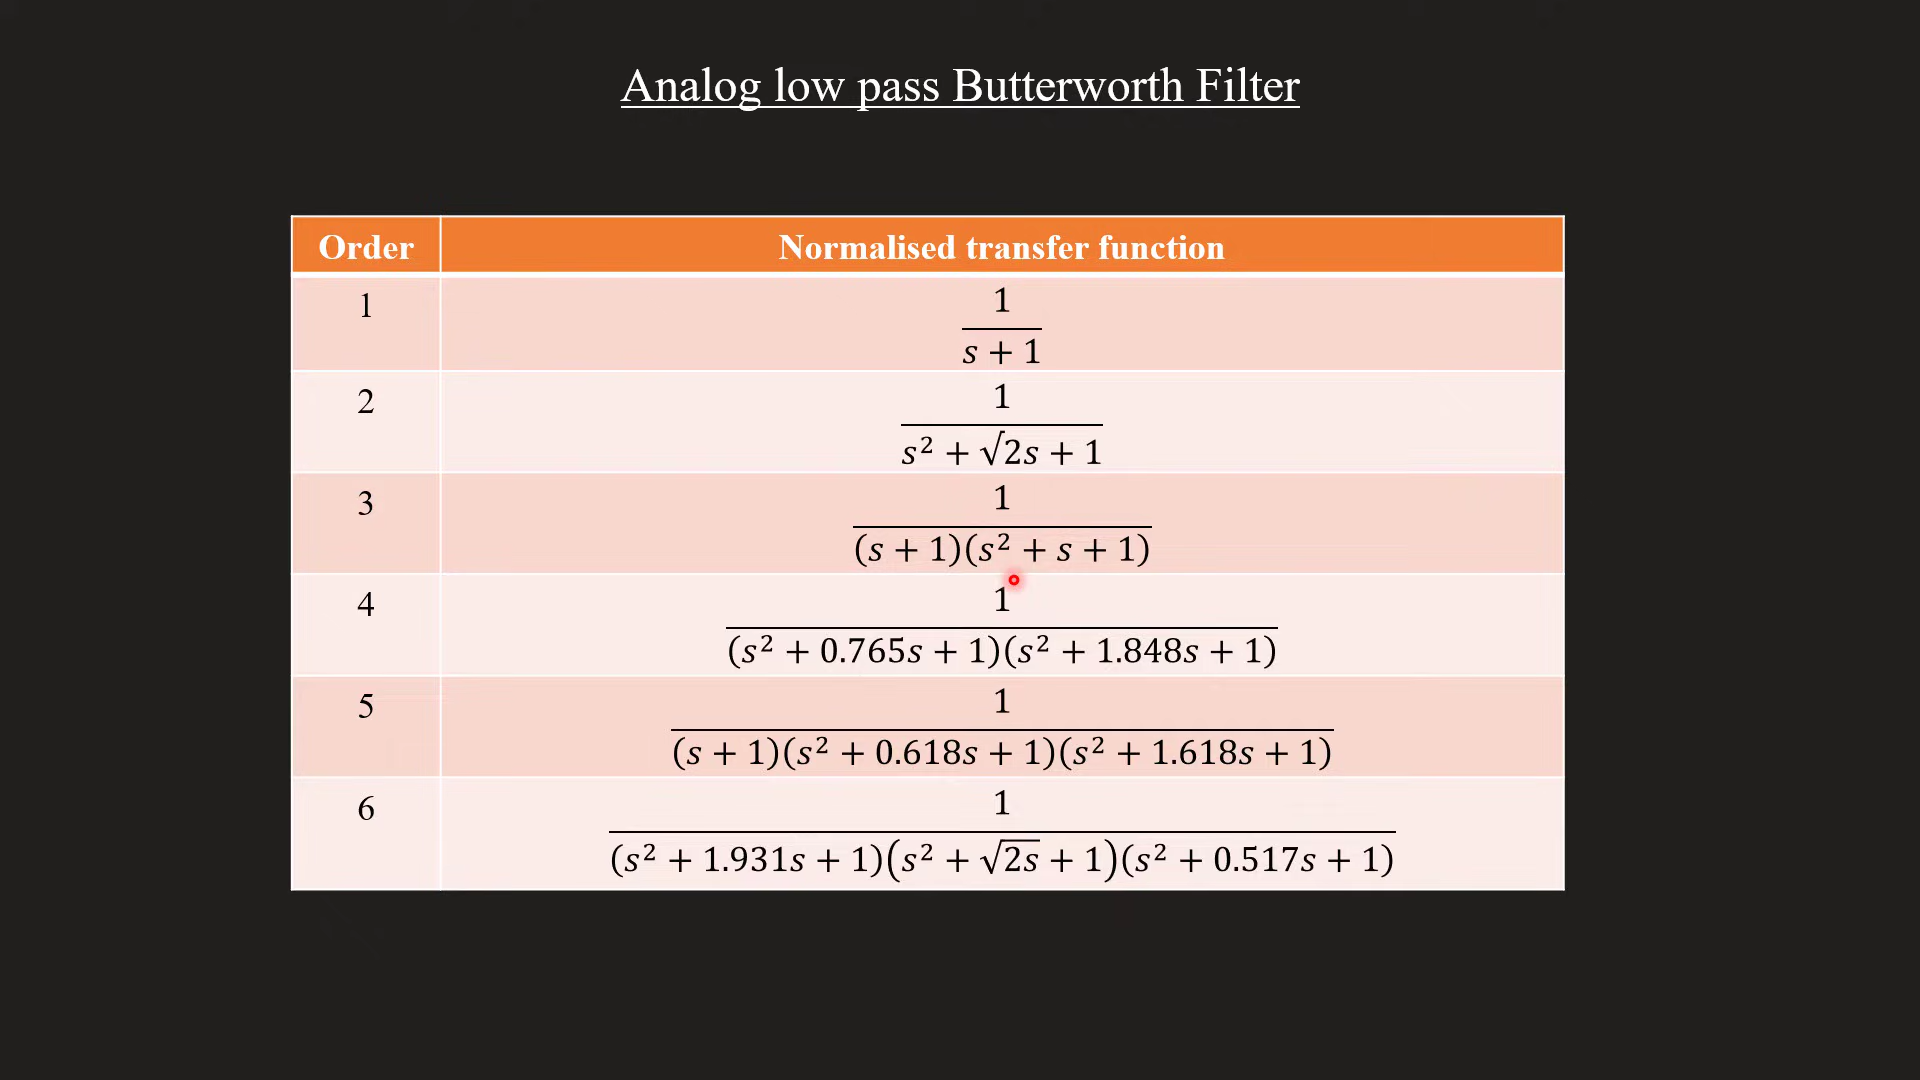 Analog low pass Butterworth Filter
Order Normalised transfer function
1 1
s + 1
2 1
s² + √2s + 1
3 1
(s + 1)(s² + s + 1)
4 1
(s² + 0.765s + 1)(s² + 1.848s + 1)
5 1
(s + 1)(s² + 0.618s + 1)(s² + 1.618s + 1)
6 1
(s² + 1.931s + 1)(s² + √2s + 1)(s² + 0.517s + 1)